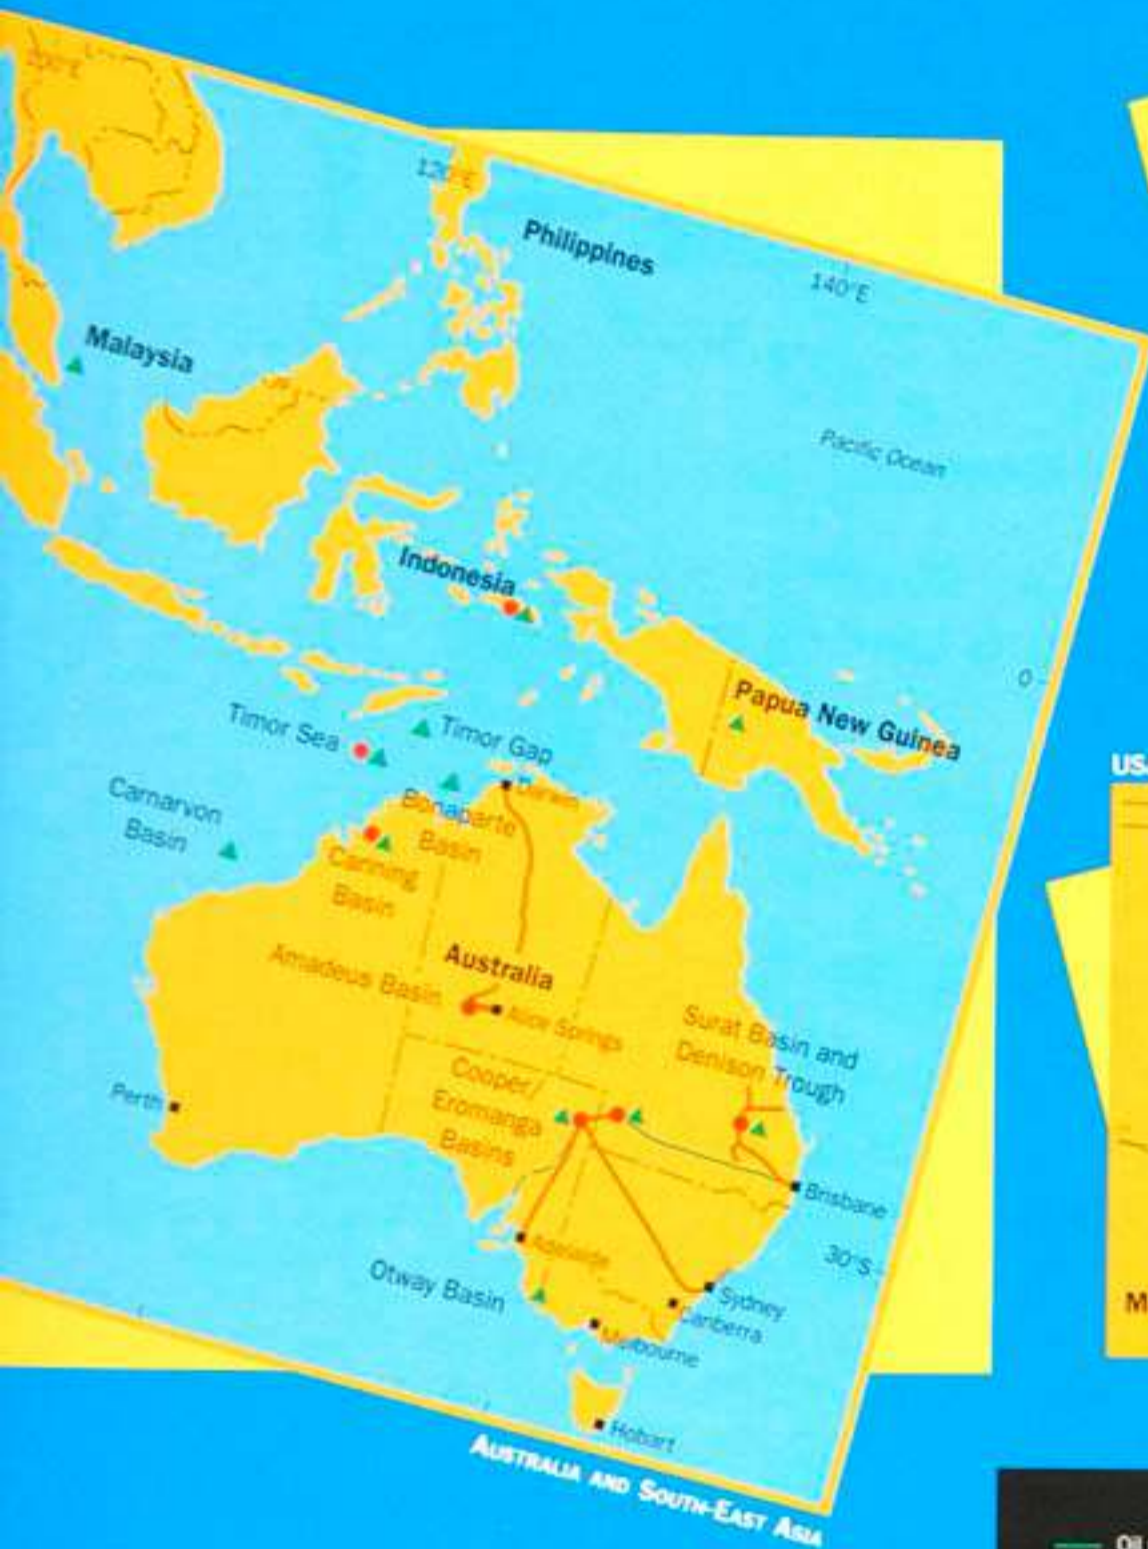 120°E
Philippines
140°E
Malaysia
Pacific Ocean
Indonesia
0
Papua New Guinea
Timor Sea
Timor Gap
Darwin
Carnarvon
Basin
Bonaparte
Basin
Canning
Basin
Australia
Amadeus Basin
Alice Springs
Surat Basin and
Denison Trough
Cooper/
Eromanga
Basins
Perth
Brisbane
Adelaide
30°S
Otway Basin
Sydney
Canberra
Melbourne
Hobart
AUSTRALIA AND SOUTH-EAST ASIA
US
M
Oil